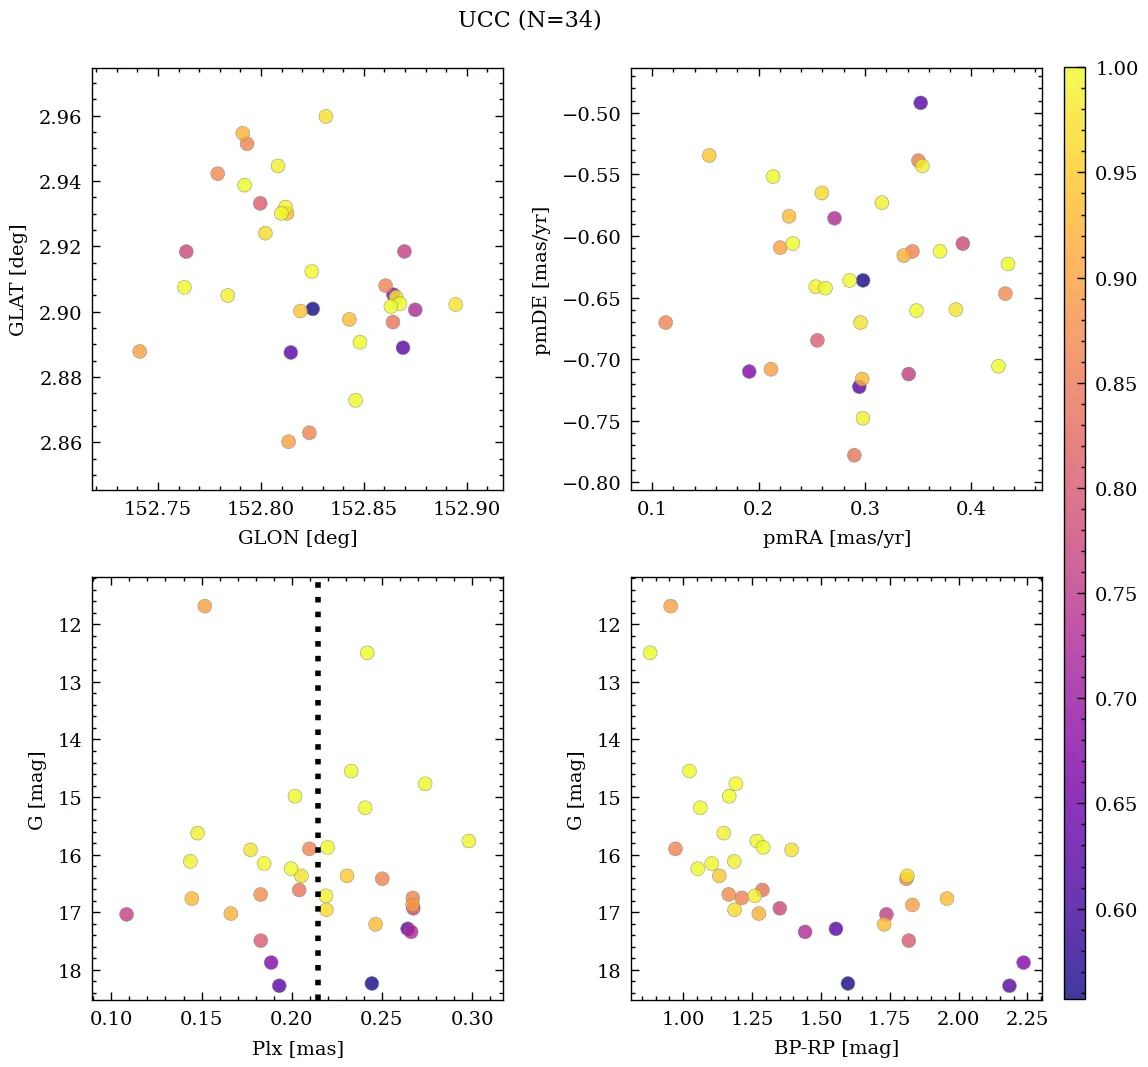 UCC (N=34)
2.96
2.94
2.92
2.90
2.88
2.86
GLAT [deg]
152.75 152.80 152.85 152.90
GLON [deg]
−0.50
−0.55
−0.60
−0.65
−0.70
−0.75
−0.80
pmDE [mas/yr]
0.1 0.2 0.3 0.4
pmRA [mas/yr]
12
13
14
15
16
17
18
G [mag]
0.10 0.15 0.20 0.25 0.30
Plx [mas]
12
13
14
15
16
17
18
G [mag]
1.00 1.25 1.50 1.75 2.00 2.25
BP-RP [mag]
1.00
0.95
0.90
0.85
0.80
0.75
0.70
0.65
0.60